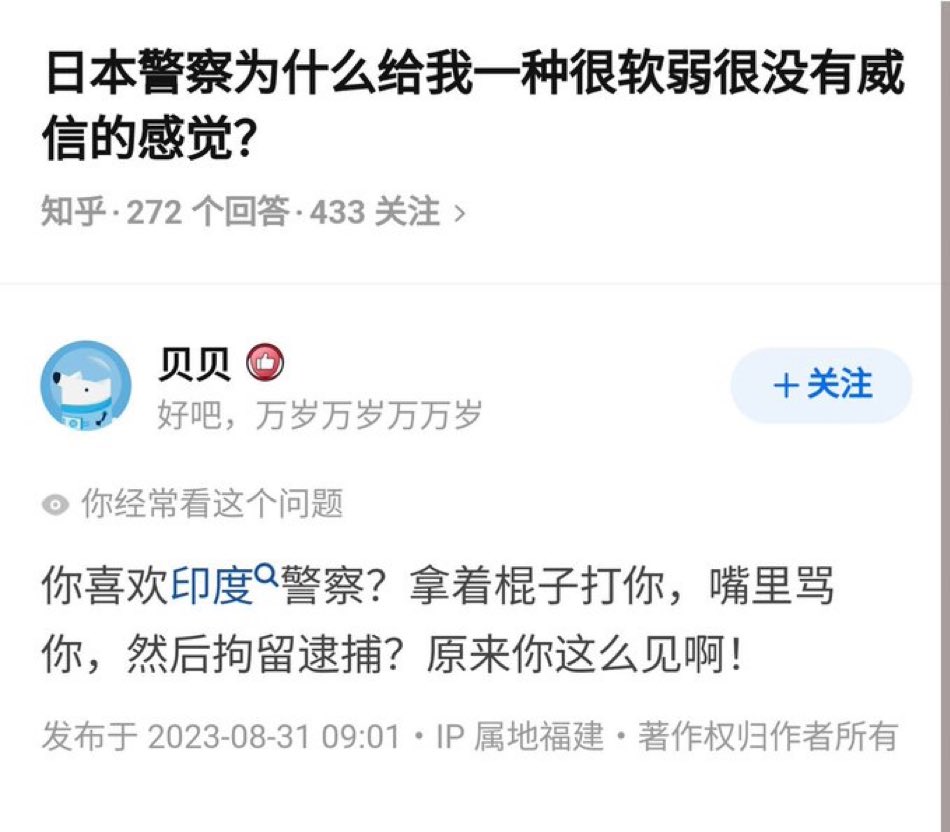 日本警察为什么给我一种很软弱很没有威
信的感觉？
知乎·272 个回答·433 关注 >
贝贝
好吧，万岁万岁万万岁
+关注
你经常看这个问题
你喜欢印度警察？拿着棍子打你，嘴里骂
你，然后拘留逮捕？原来你这么见啊！
发布于 2023-08-31 09:01・IP 属地福建・著作权归作者所有